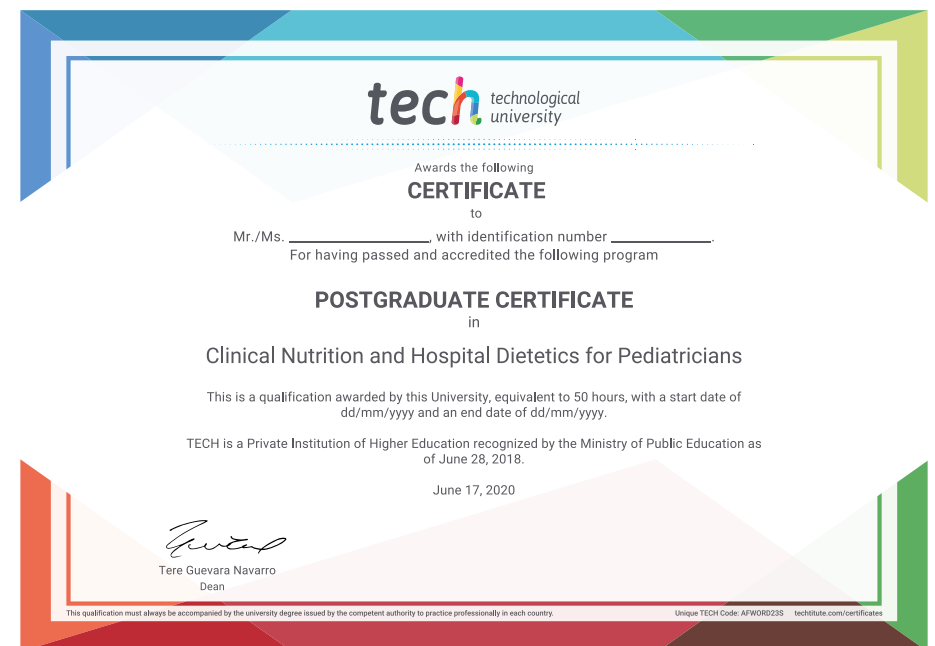 tech technological
university
Awards the following
CERTIFICATE
to
Mr./Ms. ____________________, with identification number ______________.
For having passed and accredited the following program
POSTGRADUATE CERTIFICATE
in
Clinical Nutrition and Hospital Dietetics for Pediatricians
This is a qualification awarded by this University, equivalent to 50 hours, with a start date of
dd/mm/yyyy and an end date of dd/mm/yyyy.
TECH is a Private Institution of Higher Education recognized by the Ministry of Public Education as
of June 28, 2018.
June 17, 2020
Tere Guevara Navarro
Dean
This qualification must always be accompanied by the university degree issued by the competent authority to practice professionally in each country. Unique TECH Code: AFWORD23S techtitute.com/certificates